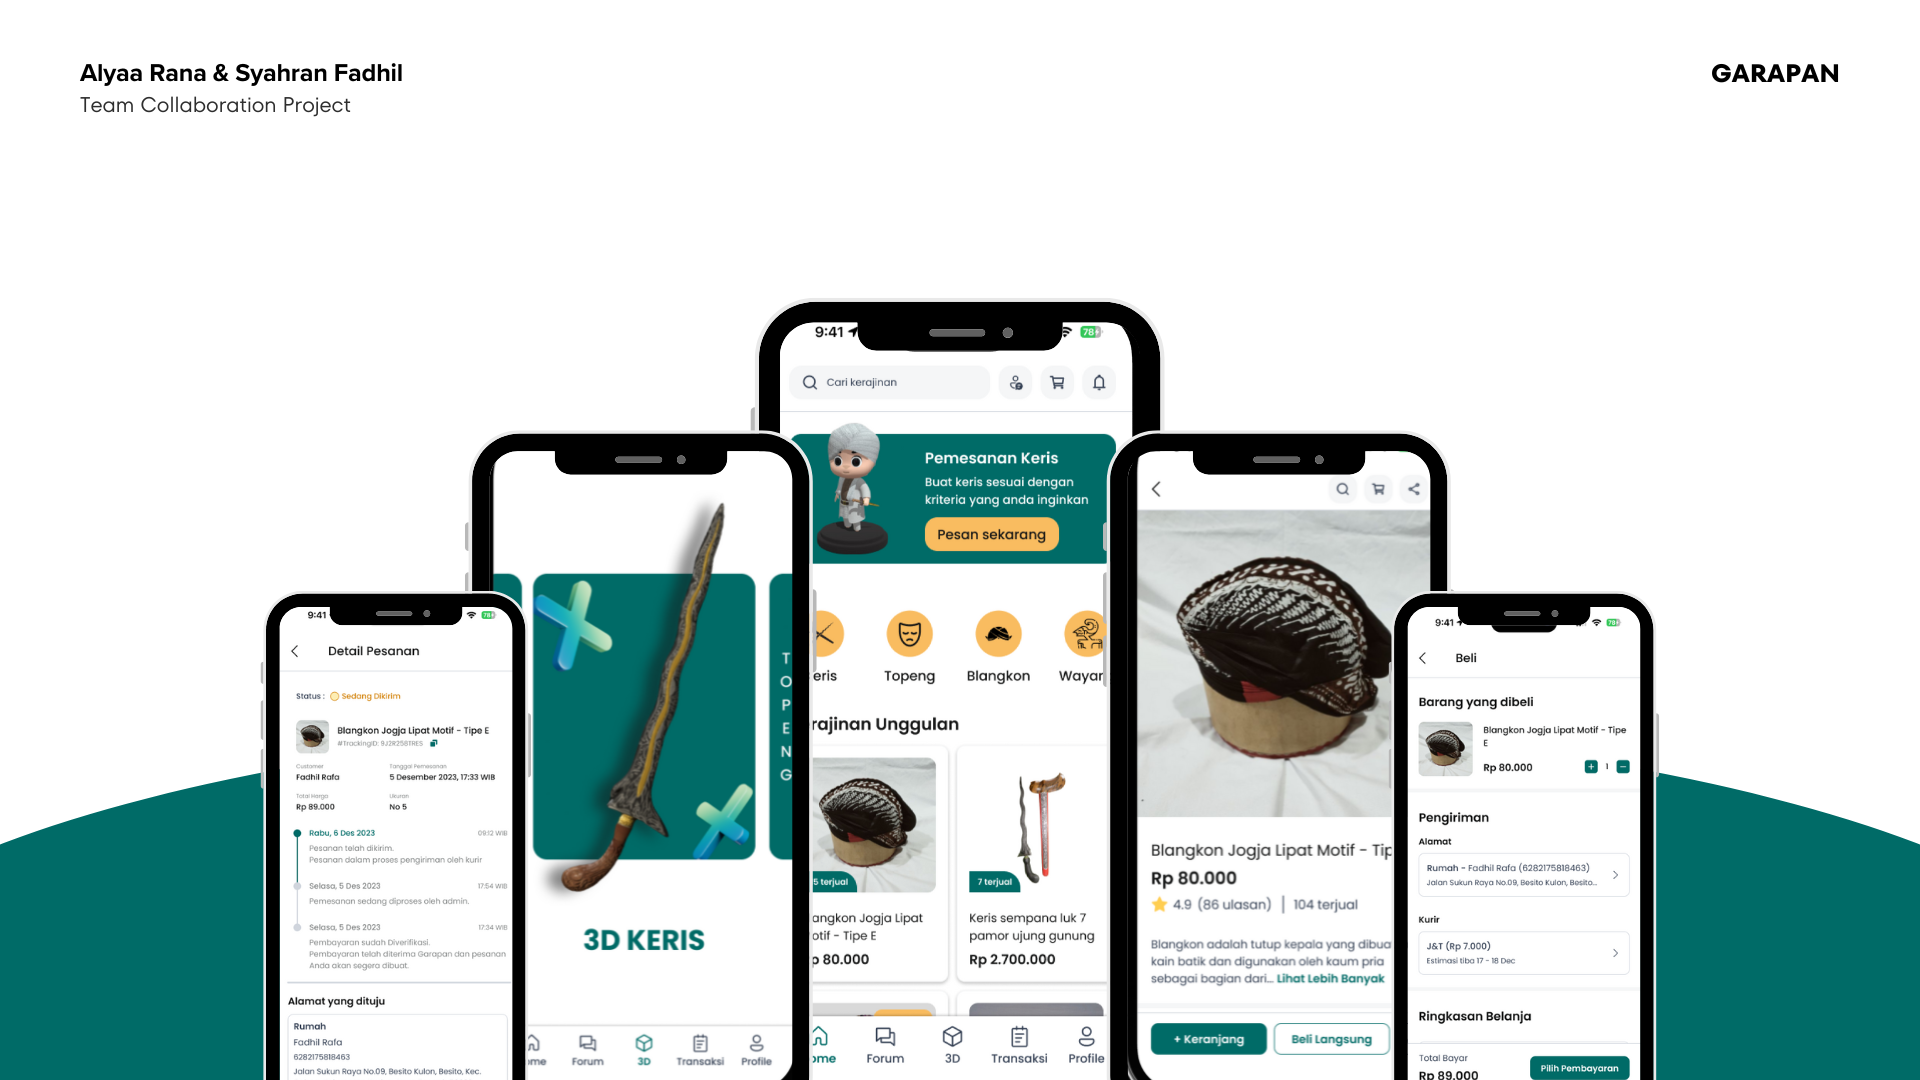 Alyaa Rana & Syahran Fadhil
Team Collaboration Project
GARAPAN
9:41
Detail Pesanan
Status : Sedang Dikirim
Blangkon Jogja Lipat Motif - Tipe E
Customer
Fadhil Rafa
Tanggal Pemesanan
5 Desember 2023, 17:33 WIB
Total Harga
Rp 89.000
Ukuran
No 5
Rabu, 6 Des 2023
09:12 WIB
Pesanan telah dikirim.
Pesanan dalam proses pengiriman oleh kurir
Selasa, 5 Des 2023
17:54 WIB
Pemesanan sedang diproses oleh admin.
Selasa, 5 Des 2023
17:34 WIB
Pembayaran sudah Diverifikasi.
Pembayaran telah diterima Garapan dan pesanan
Anda akan segera dibuat.
Alamat yang dituju
Rumah
Fadhil Rafa
6282175818463
Jalan Sukun Raya No.09, Besito Kulon, Besito, Kec.
TOPENG
3D KERIS
ome
Forum
3D
Transaksi
Profile
9:41
78
Cari kerajinan
Pemesanan Keris
Buat keris sesuai dengan
kriteria yang anda inginkan
Pesan sekarang
eris
Topeng
Blangkon
Wayan
rajinan Unggulan
5 terjual
angkon Jogja Lipat
otif - Tipe E
p 80.000
7 terjual
Keris sempana luk 7
pamor ujung gunung
Rp 2.700.000
ome
Forum
3D
Transaksi
Profile
Blangkon Jogja Lipat Motif - Tip
Rp 80.000
4.9 (86 ulasan) | 104 terjual
Blangkon adalah tutup kepala yang dibua
kain batik dan digunakan oleh kaum pria
sebagai bagian dari... Lihat Lebih Banyak
+ Keranjang
Beli Langsung
9:41
Beli
Barang yang dibeli
Blangkon Jogja Lipat Motif - Tipe
E
Rp 80.000
+ 1 -
Pengiriman
Alamat
Rumah - Fadhil Rafa (6282175818463)
Jalan Sukun Raya No.09, Besito Kulon, Besito...
Kurir
J&T (Rp 7.000)
Estimasi tiba 17 - 18 Dec
Ringkasan Belanja
Total Bayar
Rp 89.000
Pilih Pembayaran